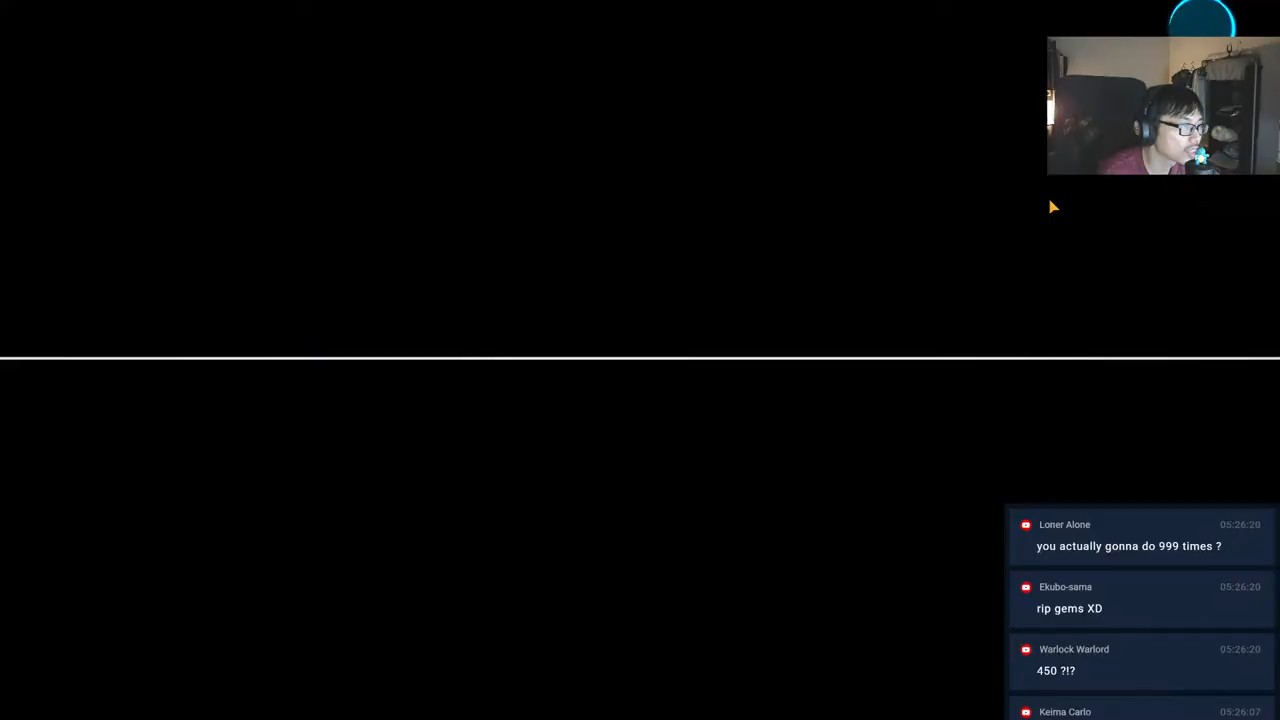 Loner Alone 05:26:20
you actually gonna do 999 times ?
Ekubo-sama 05:26:20
rip gems XD
Warlock Warlord 05:26:20
450 ?!?
Keima Carlo 05:26:07